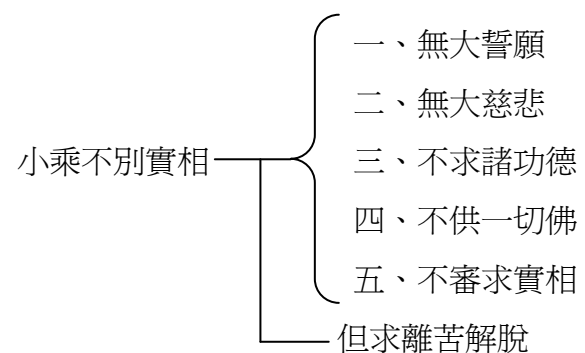 小乘不別實相
一、無大誓願
二、無大慈悲
三、不求諸功德
四、不供一切佛
五、不審求實相
但求離苦解脫